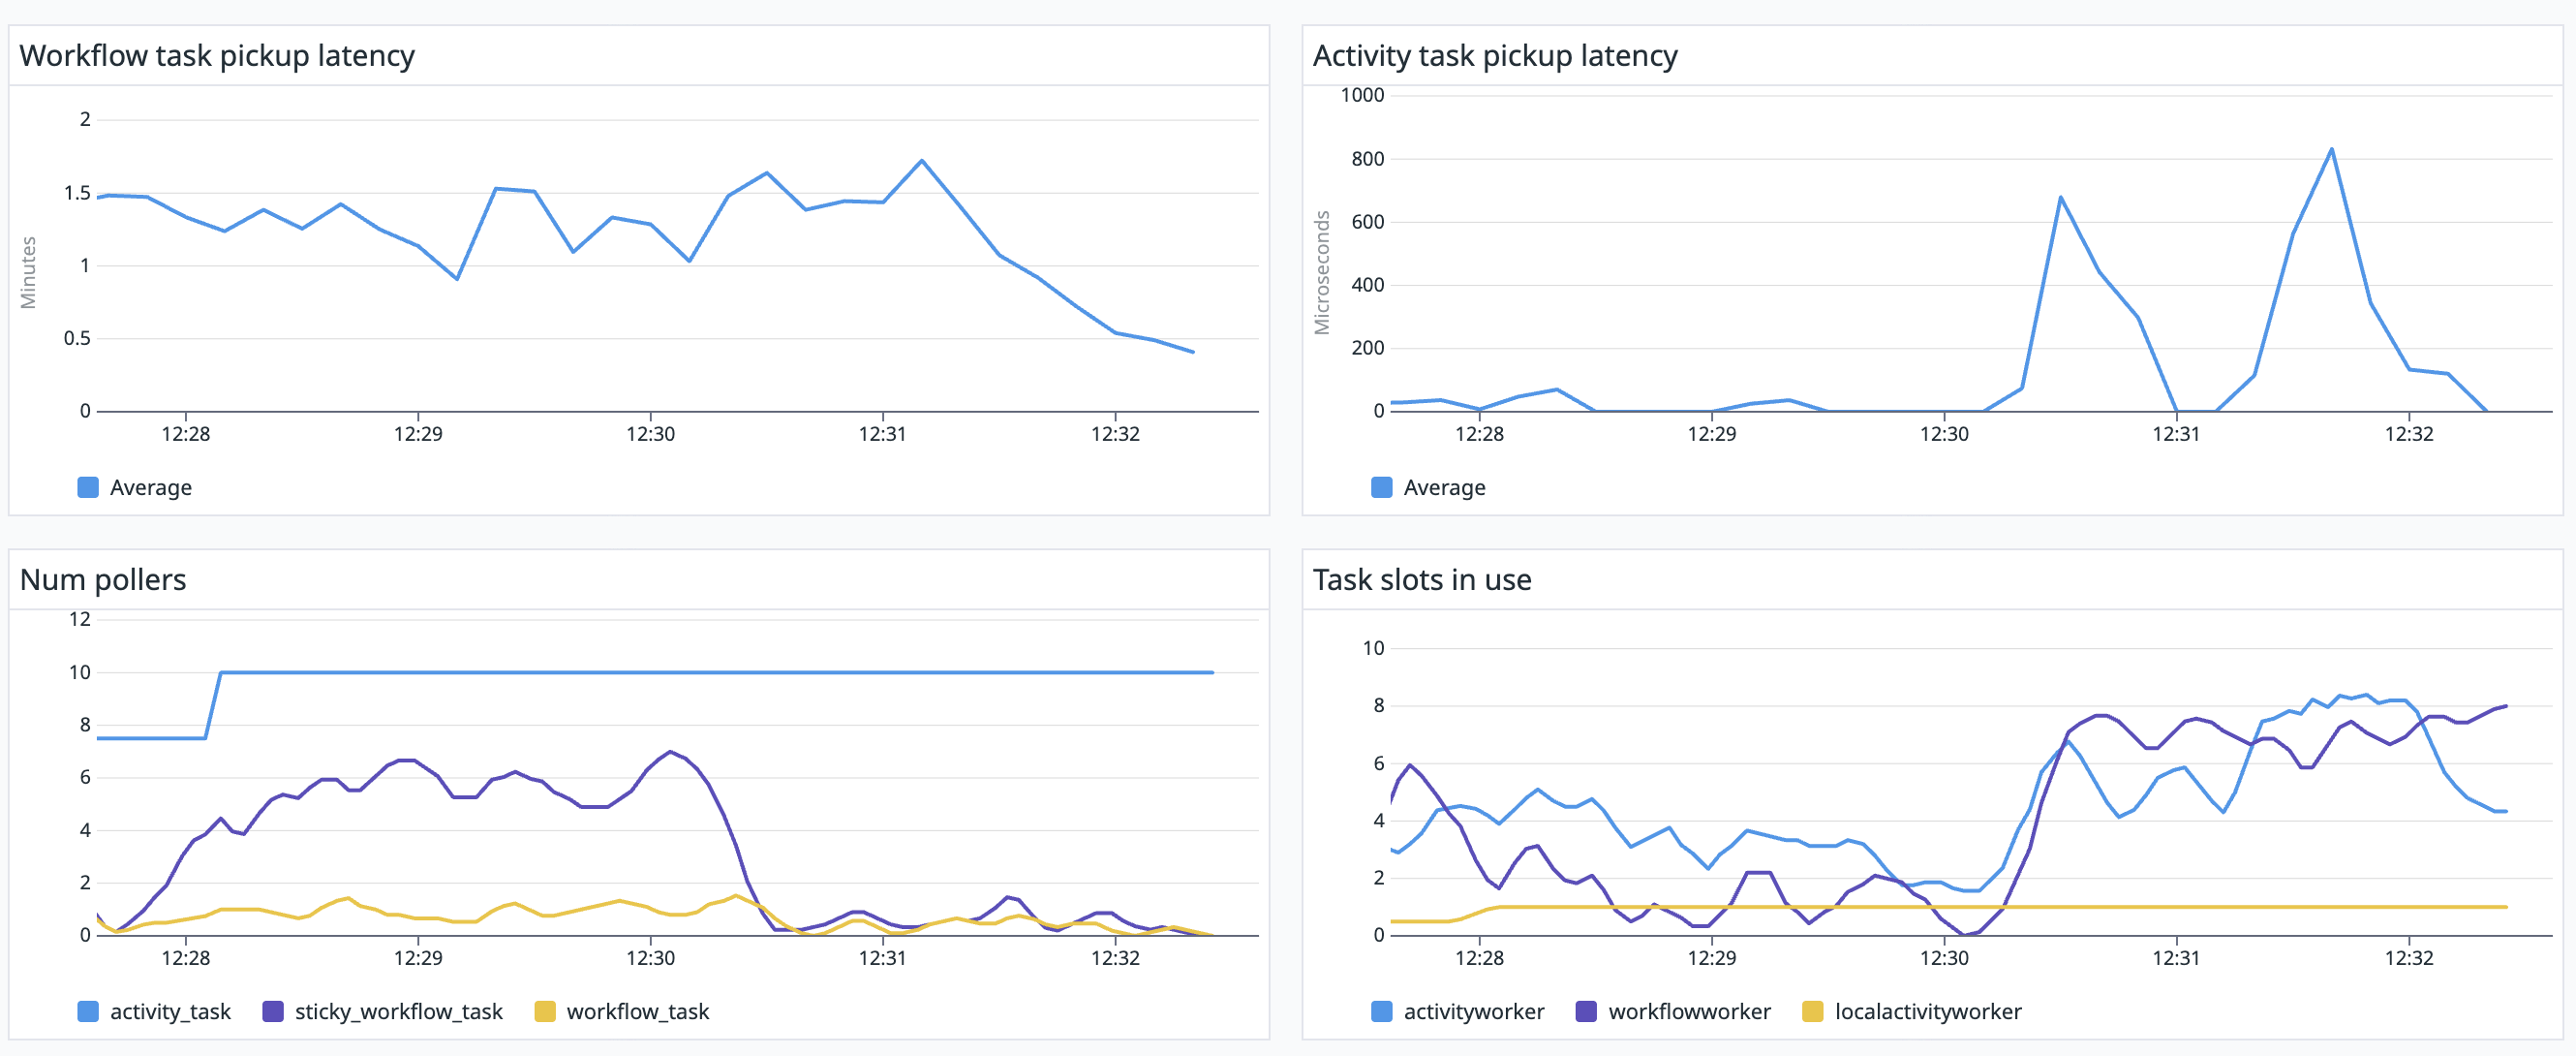 Workflow task pickup latency
Minutes
2
1.5
1
0.5
0
12:28 12:29 12:30 12:31 12:32
Average
Activity task pickup latency
Microseconds
1000
800
600
400
200
0
12:28 12:29 12:30 12:31 12:32
Average
Num pollers
12
10
8
6
4
2
0
12:28 12:29 12:30 12:31 12:32
activity_task sticky_workflow_task workflow_task
Task slots in use
10
8
6
4
2
0
12:28 12:29 12:30 12:31 12:32
activityworker workflowworker localactivityworker